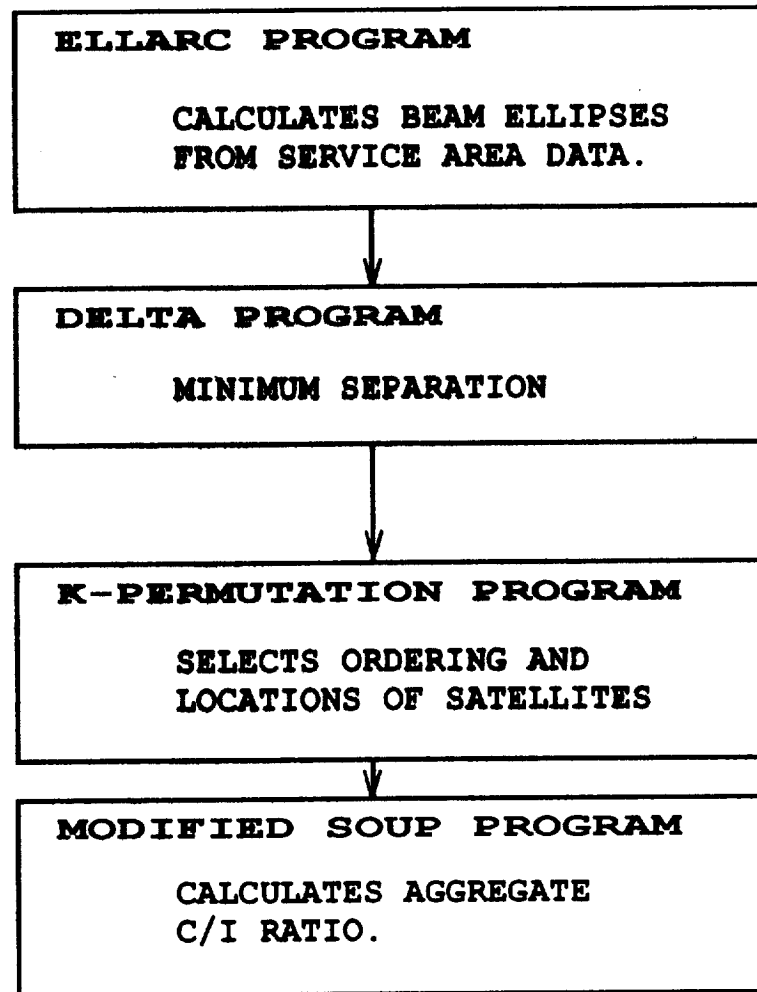 ELLARC PROGRAM
CALCULATES BEAM ELLIPSES
FROM SERVICE AREA DATA.
DELTA PROGRAM
MINIMUM SEPARATION
K-PERMUTATION PROGRAM
SELECTS ORDERING AND
LOCATIONS OF SATELLITES
MODIFIED SOUP PROGRAM
CALCULATES AGGREGATE
C/I RATIO.